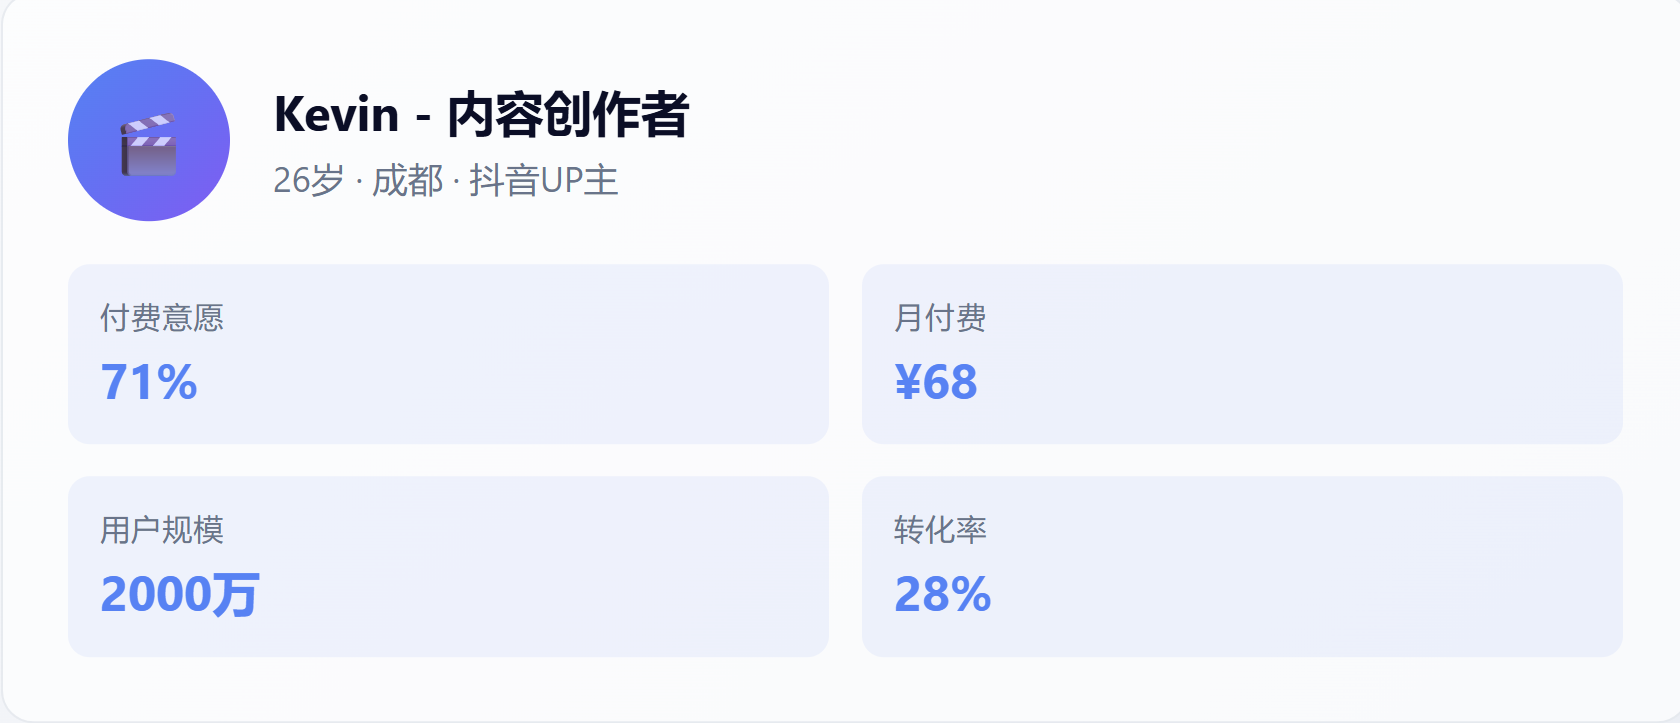 Kevin - 内容创作者
26岁 · 成都 · 抖音UP主
付费意愿
71%
月付费
¥68
用户规模
2000万
转化率
28%